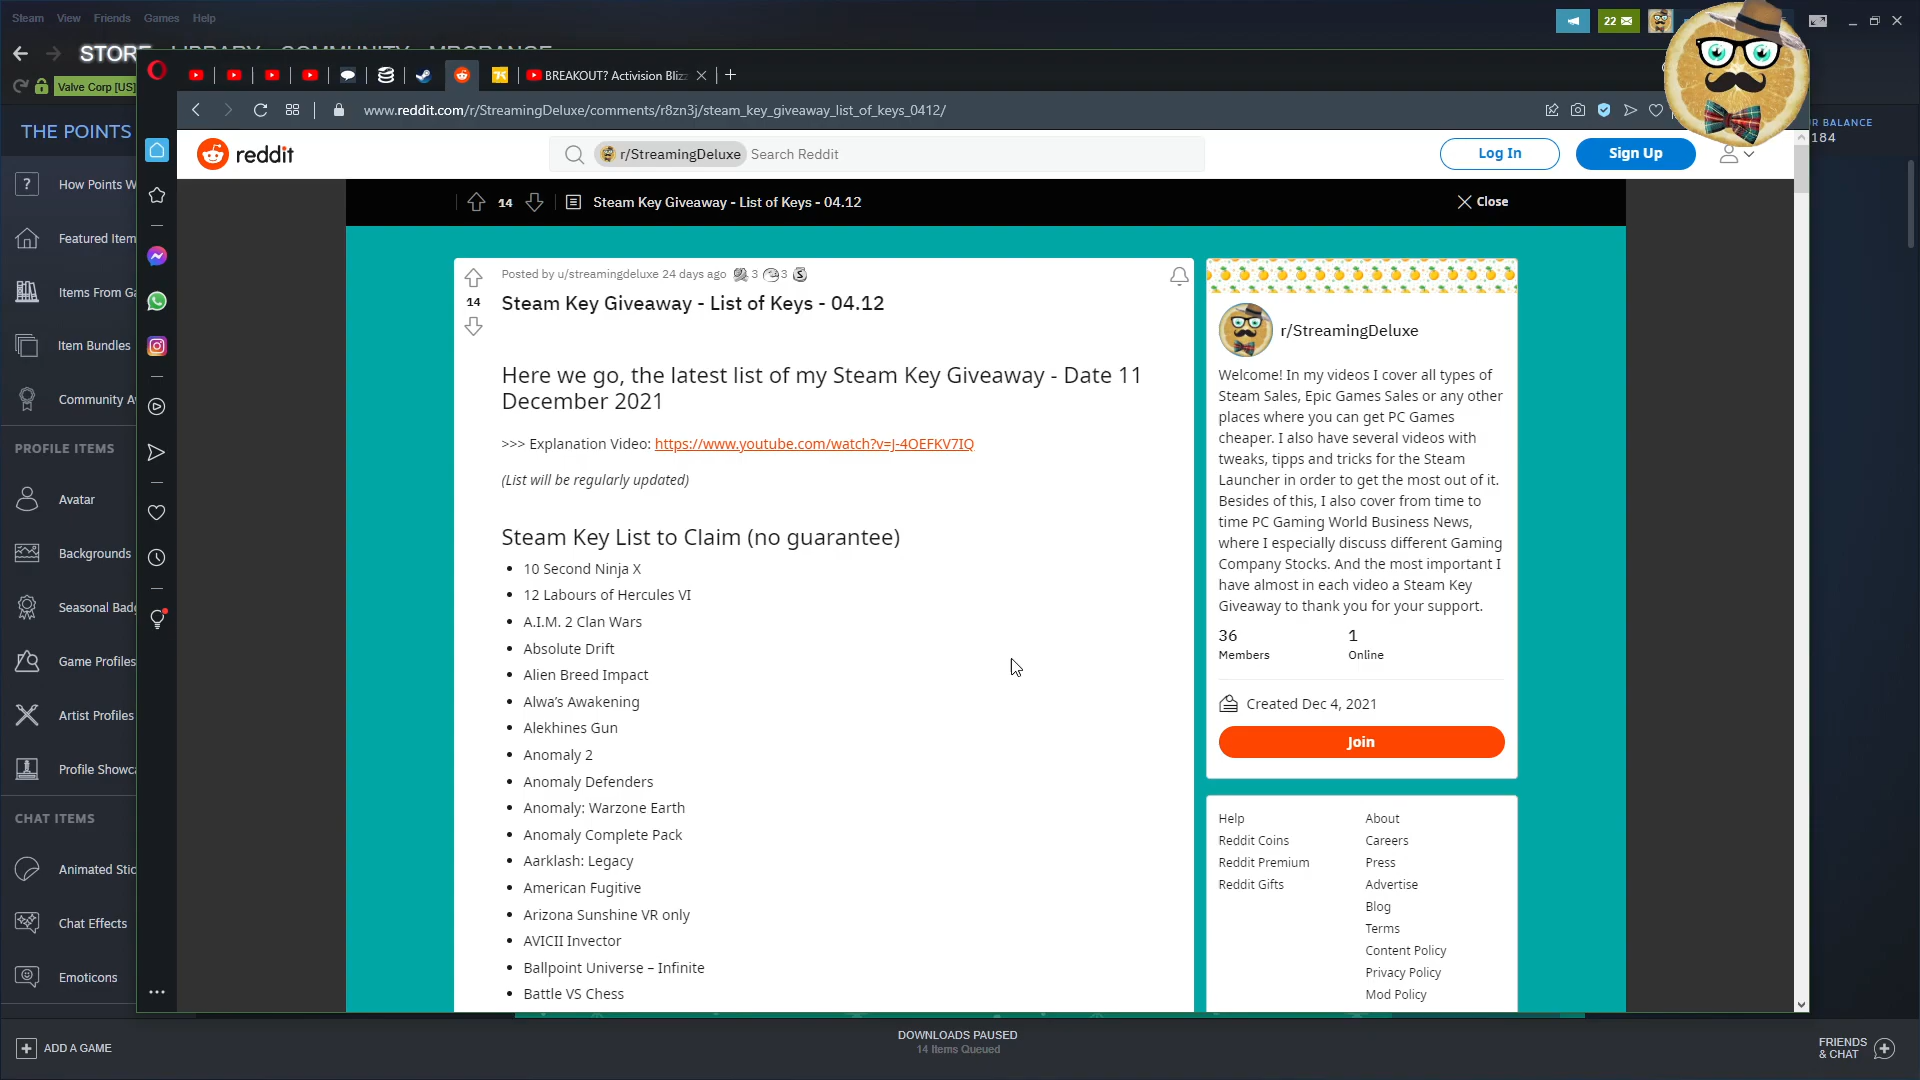 Steam View Friends Games Help
22
STORE LIBRARY COMMUNITY MRORANGE
Valve Corp [US]
BREAKOUT? Activision Bliz
www.reddit.com/r/StreamingDeluxe/comments/r8zn3j/steam_key_giveaway_list_of_keys_0412/
R BALANCE
184
THE POINTS
reddit
r/StreamingDeluxe Search Reddit
Log In
Sign Up
14
Steam Key Giveaway - List of Keys - 04.12
Close
How Points W
Featured Item
Items From Ga
Item Bundles
Community A
PROFILE ITEMS
Avatar
Backgrounds
Seasonal Badg
Game Profiles
Artist Profiles
Profile Showca
CHAT ITEMS
Animated Stic
Chat Effects
Emoticons
Posted by u/streamingdeluxe 24 days ago 3 3 S
14
Steam Key Giveaway - List of Keys - 04.12
Here we go, the latest list of my Steam Key Giveaway - Date 11
December 2021
>>> Explanation Video: https://www.youtube.com/watch?v=J-4OEFKV7IQ
(List will be regularly updated)
Steam Key List to Claim (no guarantee)
• 10 Second Ninja X
• 12 Labours of Hercules VI
• A.I.M. 2 Clan Wars
• Absolute Drift
• Alien Breed Impact
• Alwa’s Awakening
• Alekhines Gun
• Anomaly 2
• Anomaly Defenders
• Anomaly: Warzone Earth
• Anomaly Complete Pack
• Aarklash: Legacy
• American Fugitive
• Arizona Sunshine VR only
• AVICII Invector
• Ballpoint Universe – Infinite
• Battle VS Chess
r/StreamingDeluxe
Welcome! In my videos I cover all types of
Steam Sales, Epic Games Sales or any other
places where you can get PC Games
cheaper. I also have several videos with
tweaks, tipps and tricks for the Steam
Launcher in order to get the most out of it.
Besides of this, I also cover from time to
time PC Gaming World Business News,
where I especially discuss different Gaming
Company Stocks. And the most important I
have almost in each video a Steam Key
Giveaway to thank you for your support.
36
Members
1
Online
Created Dec 4, 2021
Join
Help
Reddit Coins
Reddit Premium
Reddit Gifts
About
Careers
Press
Advertise
Blog
Terms
Content Policy
Privacy Policy
Mod Policy
ADD A GAME
DOWNLOADS PAUSED
14 Items Queued
FRIENDS
& CHAT